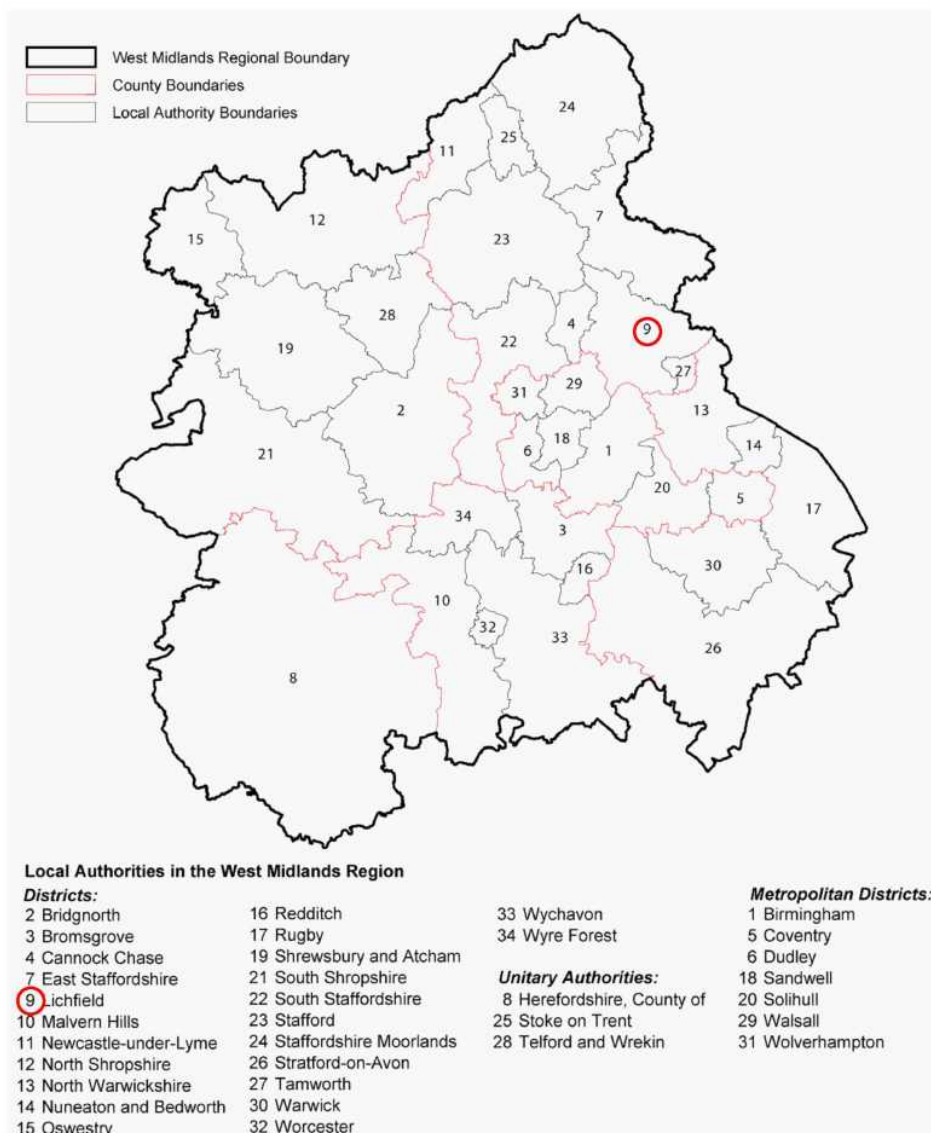 West Midlands Regional Boundary
County Boundaries
Local Authority Boundaries
24
25
11
7
12
15
23
28
4
9
22
19
27
29
31
2
13
18
14
6
1
21
20
5
17
34
3
16
30
10
32
33
26
8
Local Authorities in the West Midlands Region
Districts:
2 Bridgnorth
3 Bromsgrove
4 Cannock Chase
7 East Staffordshire
9 Lichfield
10 Malvern Hills
11 Newcastle-under-Lyme
12 North Shropshire
13 North Warwickshire
14 Nuneaton and Bedworth
15 Oswestry
16 Redditch
17 Rugby
19 Shrewsbury and Atcham
21 South Shropshire
22 South Staffordshire
23 Stafford
24 Staffordshire Moorlands
26 Stratford-on-Avon
27 Tamworth
30 Warwick
32 Worcester
33 Wychavon
34 Wyre Forest
Unitary Authorities:
8 Herefordshire, County of
25 Stoke on Trent
28 Telford and Wrekin
Metropolitan Districts:
1 Birmingham
5 Coventry
6 Dudley
18 Sandwell
20 Solihull
29 Walsall
31 Wolverhampton